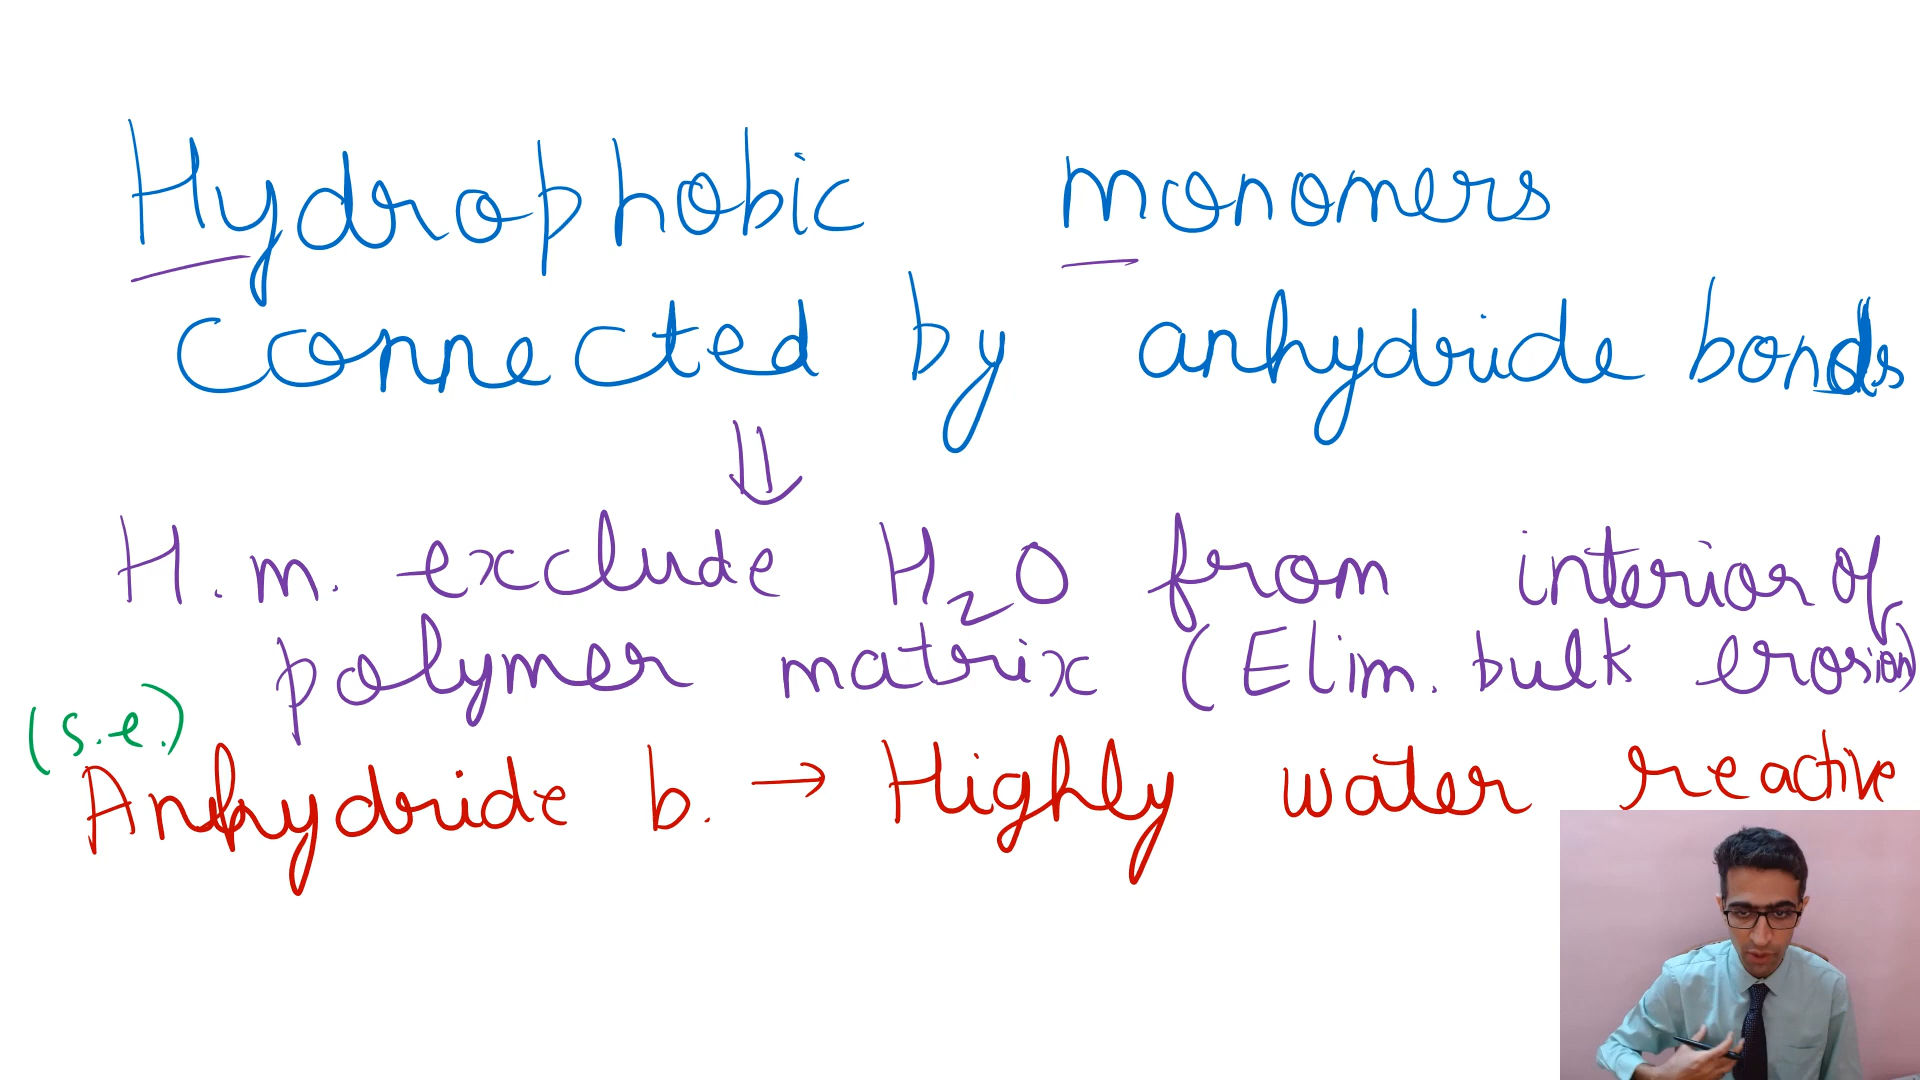 Hydrophobic monomers
connected by anhydride bonds
H.m. exclude H₂O from interior of
polymer matrix (Elim. bulk erosion)
(s.e.)
Anhydride b. → Highly water reactive